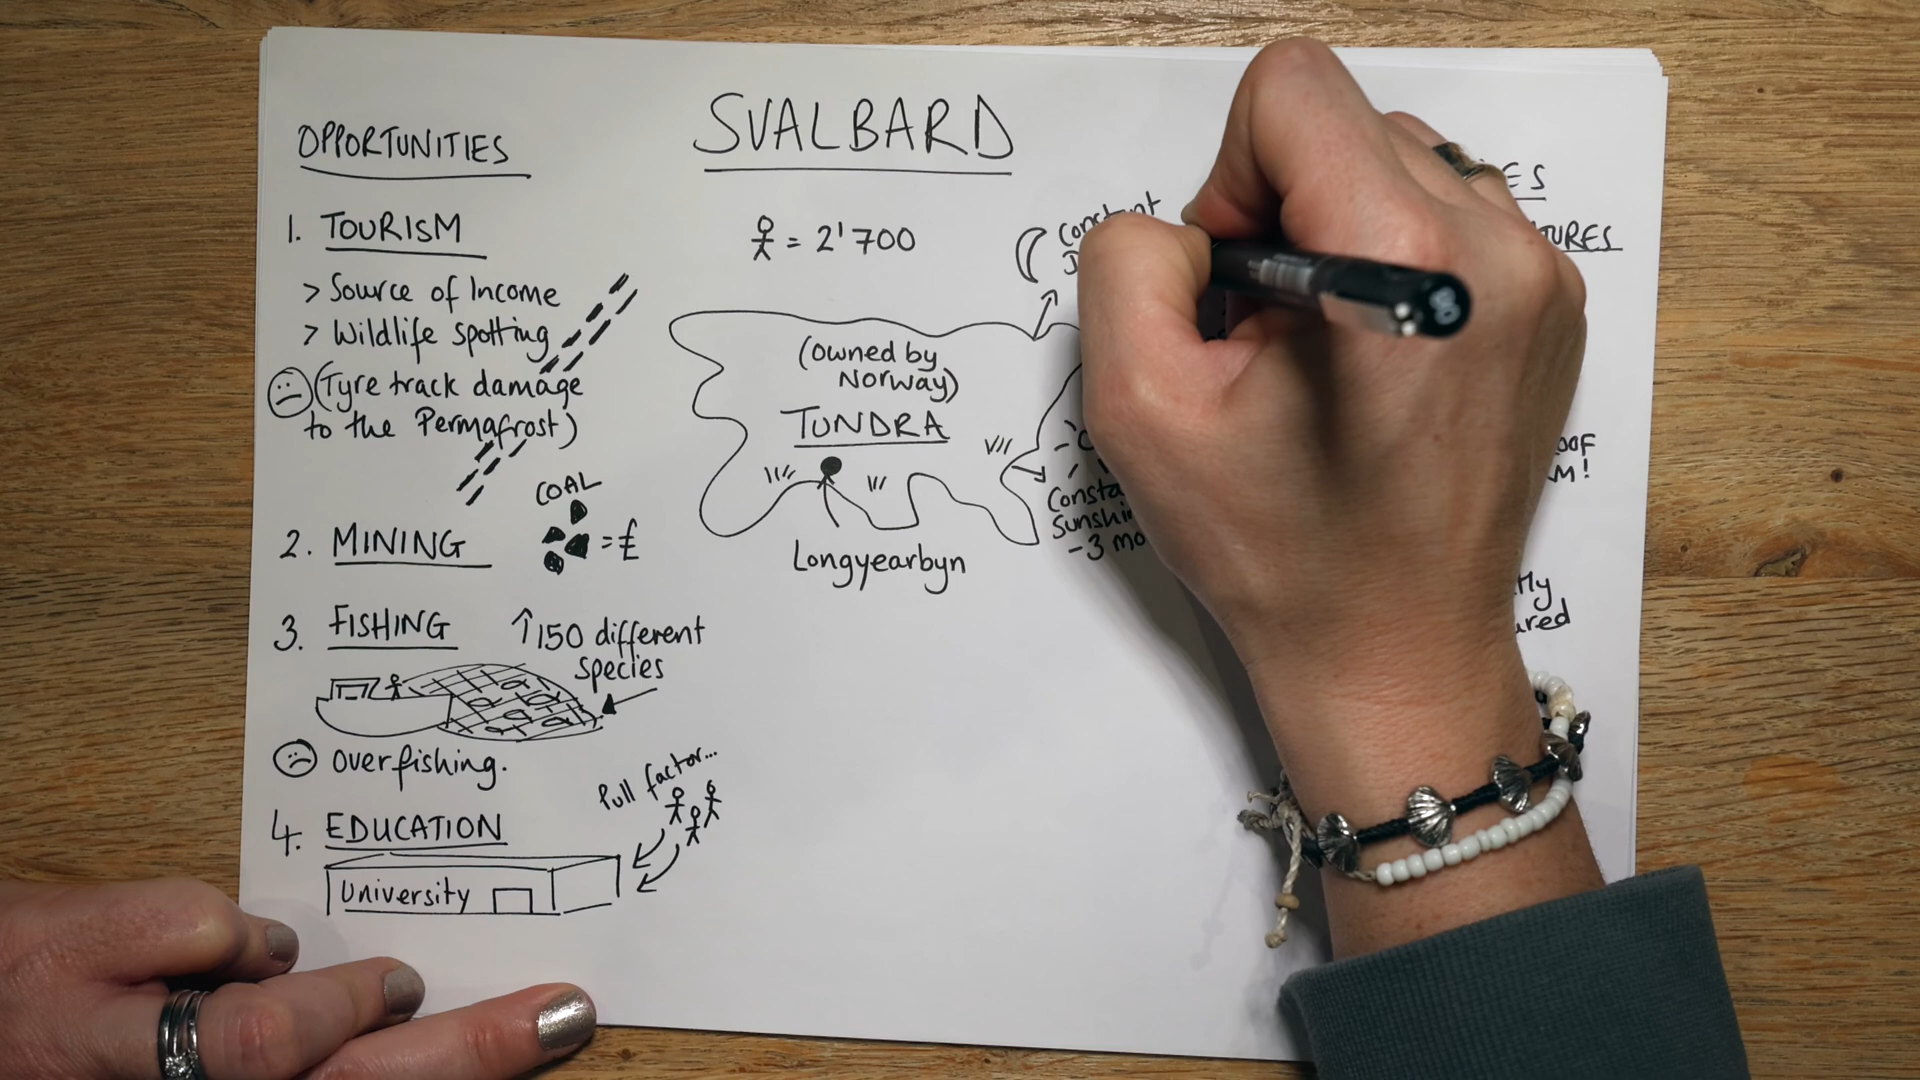 SVALBARD
OPPORTUNITIES
1. TOURISM
> Source of Income
> Wildlife spotting
(Tyre track damage
to the Permafrost)
COAL
2. MINING
=£
3. FISHING
↑150 different
species
overfishing.
Pull factor...
4. EDUCATION
University
= 2'700
Constant
(owned by
Norway)
TUNDRA
Longyearbyn
-3